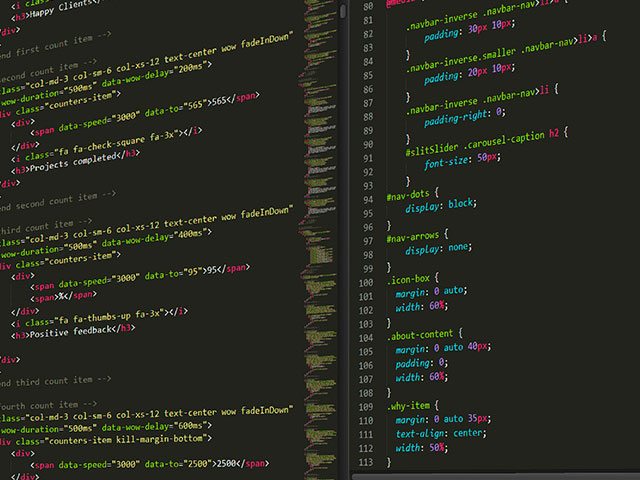 <i class=
<h3>Happy Clients</h3>
</div>
end first count item -->
second count item -->
class="col-md-3 col-sm-6 col-xs-12 text-center wow fadeInDown"
wow-duration="500ms" data-wow-delay="200ms">
div class="counters-item">
<div>
<span data-speed="3000" data-to="565">565</span>
</div>
<i class="fa fa-check-square fa-3x"></i>
<h3>Projects completed</h3>
</div>
end second count item -->
third count item -->
class="col-md-3 col-sm-6 col-xs-12 text-center wow fadeInDown"
wow-duration="500ms" data-wow-delay="400ms">
div class="counters-item">
<div>
<span data-speed="3000" data-to="95">95</span>
<span>%</span>
</div>
<i class="fa fa-thumbs-up fa-3x"></i>
<h3>Positive feedback</h3>
/div>
end third count item -->
fourth count item -->
class="col-md-3 col-sm-6 col-xs-12 text-center wow fadeInDown"
wow-duration="500ms" data-wow-delay="600ms">
div class="counters-item kill-margin-bottom">
<div>
<span data-speed="3000" data-to="2500">2500</span>
</div>
80 @media
81
82 .navbar-inverse .navbar-nav>li>a {
83 padding: 30px 10px;
84 }
85 .navbar-inverse.smaller .navbar-nav>li>a {
86 padding: 20px 10px;
87 }
88 .navbar-inverse .navbar-nav>li {
89 padding-right: 0;
90 }
91 #slitSlider .carousel-caption h2 {
92 font-size: 50px;
93 }
94 #nav-dots {
95 display: block;
96 }
97 #nav-arrows {
98 display: none;
99 }
100 .icon-box {
101 margin: 0 auto;
102 width: 60%;
103 }
104 .about-content {
105 margin: 0 auto 40px;
106 padding: 0;
107 width: 60%;
108 }
109 .why-item {
110 margin: 0 auto 35px;
111 text-align: center;
112 width: 50%;
113 }